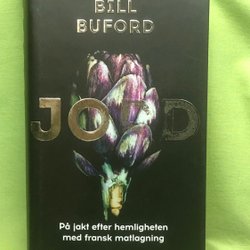 BILL
BUFORD
JORD
På jakt efter hemligheten
med fransk matlagning